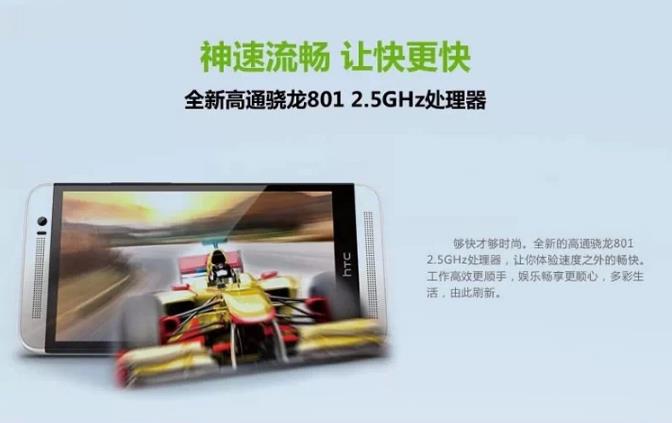 神速流畅 让快更快
全新高通骁龙801 2.5GHz处理器
hTC
够快才够时尚。全新的高通骁龙801
2.5GHz处理器，让你体验速度之外的畅快。
工作高效更顺手，娱乐畅享更顺心，多彩生
活，由此刷新。